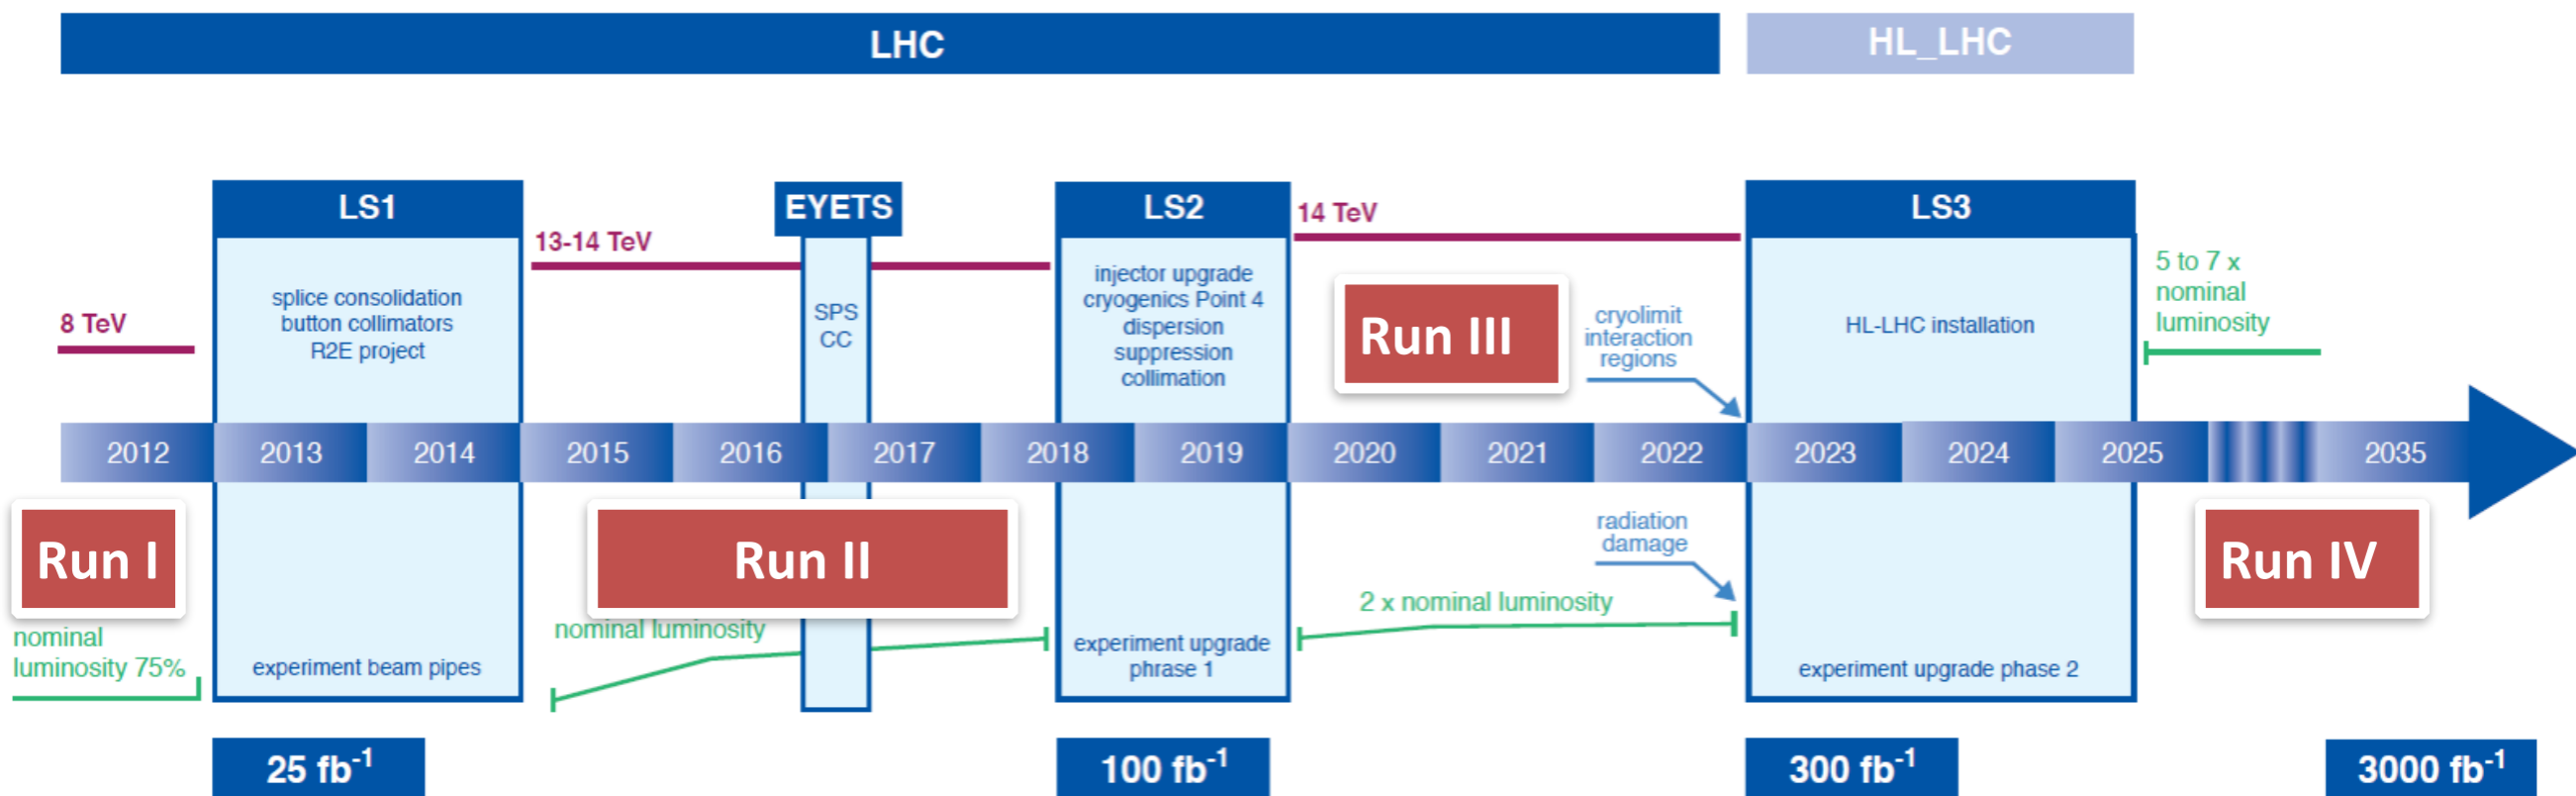 LHC
HL_LHC
LS1
EYETS
LS2
14 TeV
LS3
13-14 TeV
8 TeV
splice consolidation
button collimators
R2E project
SPS
CC
injector upgrade
cryogenics Point 4
dispersion
suppression
collimation
Run III
cryolimit
interaction
regions
HL-LHC installation
5 to 7 x
nominal
luminosity
2012
2013
2014
2015
2016
2017
2018
2019
2020
2021
2022
2023
2024
2025
2035
Run I
Run II
radiation
damage
Run IV
nominal
luminosity 75%
experiment beam pipes
nominal luminosity
experiment upgrade
phrase 1
2 x nominal luminosity
experiment upgrade phase 2
25 fb-1
100 fb-1
300 fb-1
3000 fb-1